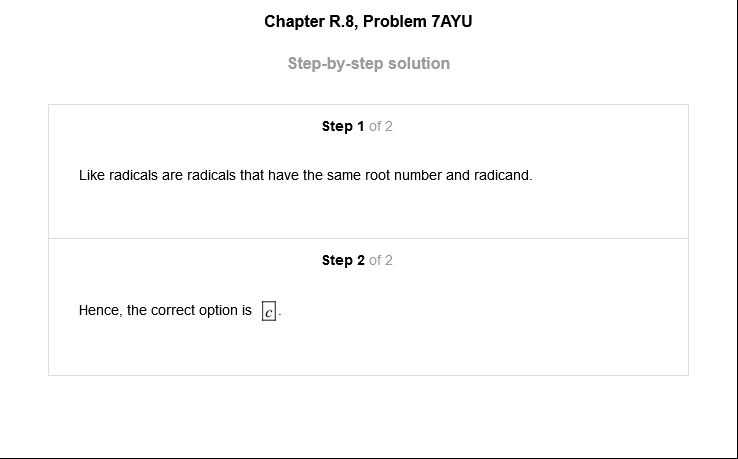 Chapter R.8, Problem 7AYU
Step-by-step solution
Step 1 of 2
Like radicals are radicals that have the same root number and radicand.
Step 2 of 2
Hence, the correct option is c.